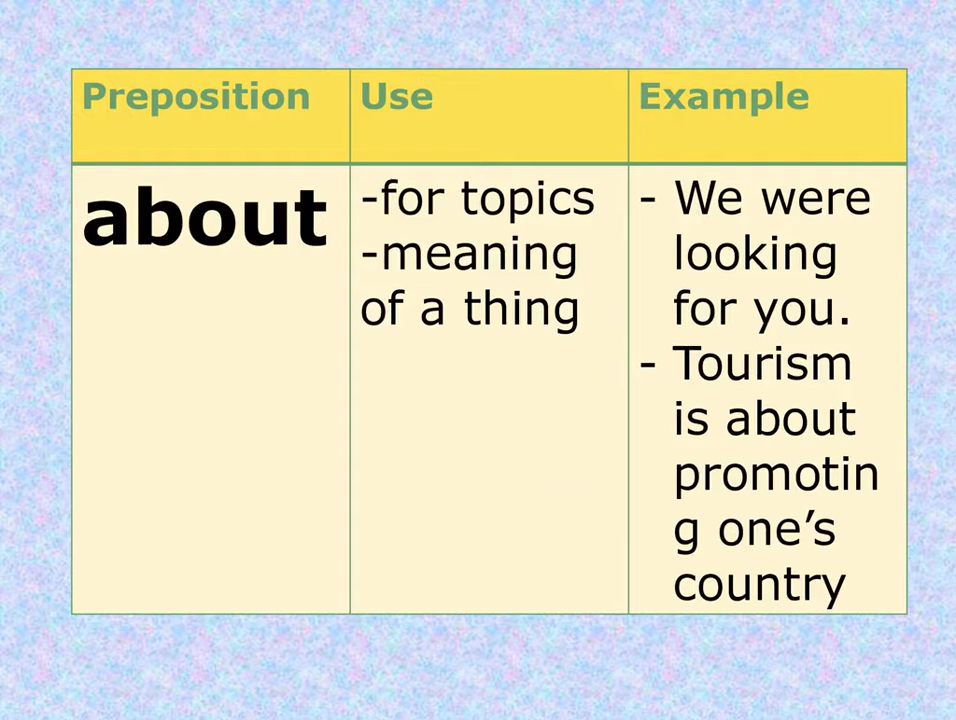 Preposition Use Example
about
-for topics
-meaning
of a thing
- We were
looking
for you.
- Tourism
is about
promotin
g one’s
country